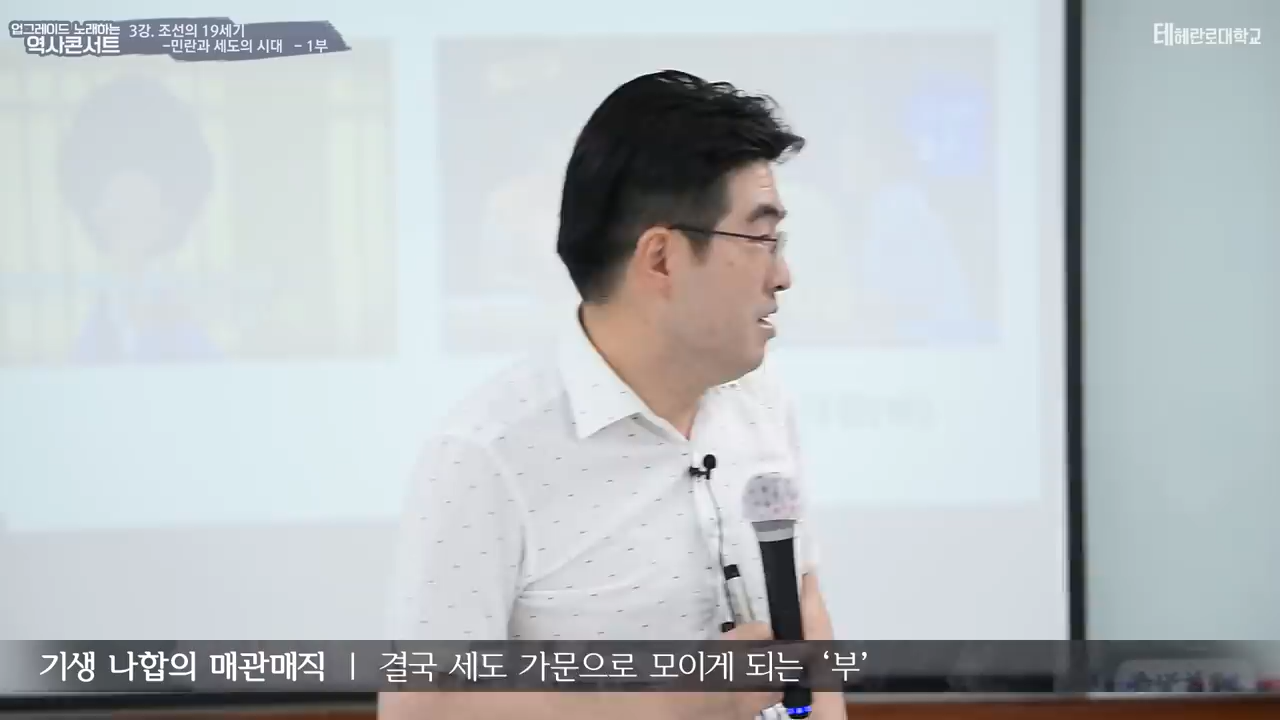 업그레이드 노래하는
역사콘서트
3강. 조선의 19세기
-민란과 세도의 시대 - 1부
테헤란로대학교
기생 나합의 매관매직 | 결국 세도 가문으로 모이게 되는 ‘부’